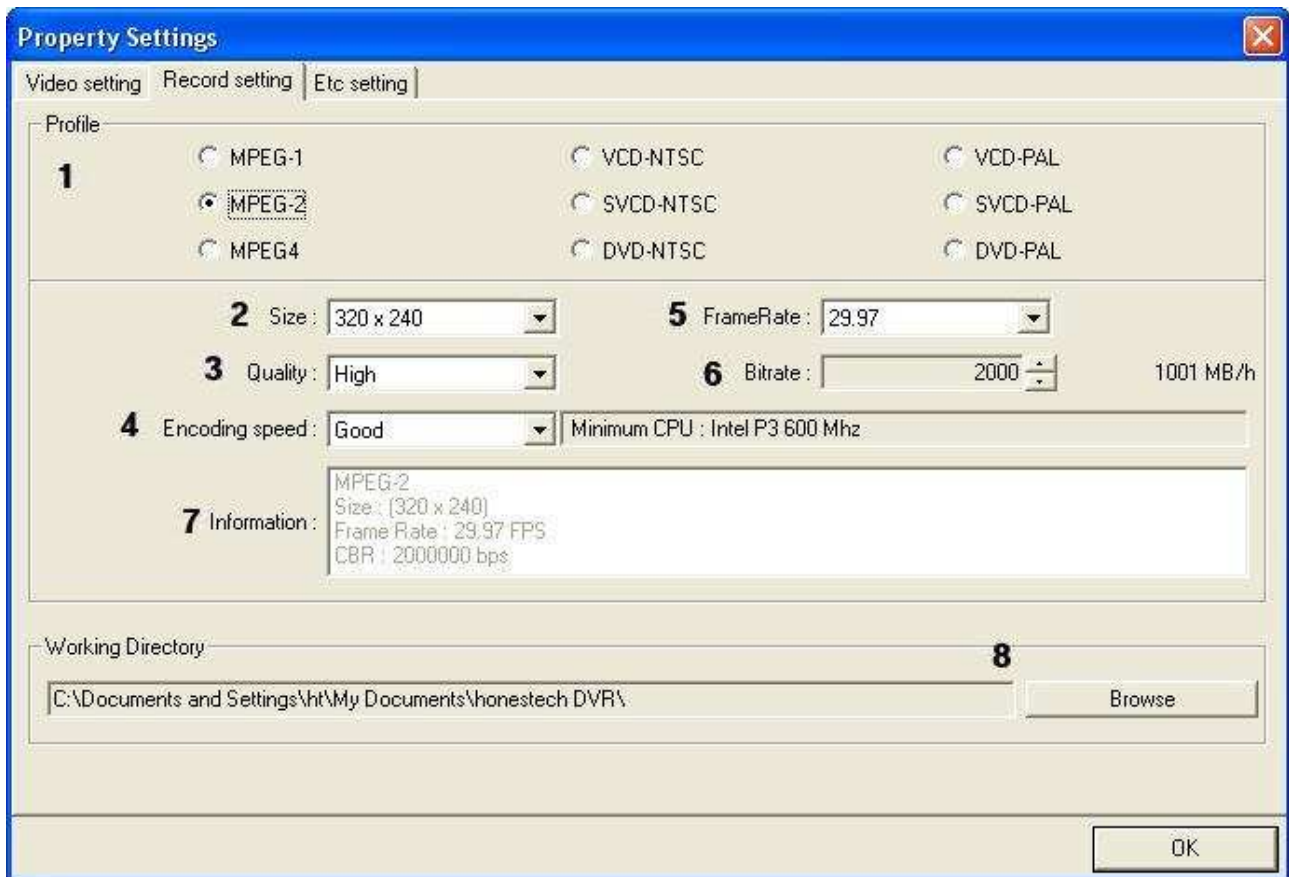 Property Settings
Video setting Record setting Etc setting
Profile
1
MPEG-1 VCD-NTSC VCD-PAL
MPEG-2 SVCD-NTSC SVCD-PAL
MPEG4 DVD-NTSC DVD-PAL
2 Size : 320 x 240 5 FrameRate : 29.97
3 Quality : High 6 Bitrate : 2000 1001 MB/h
4 Encoding speed : Good Minimum CPU : Intel P3 600 Mhz
7 Information :
MPEG-2
Size : (320 x 240)
Frame Rate : 29.97 FPS
CBR : 2000000 bps
Working Directory
8
C:\Documents and Settings\ht\My Documents\honestech DVR\ Browse
OK